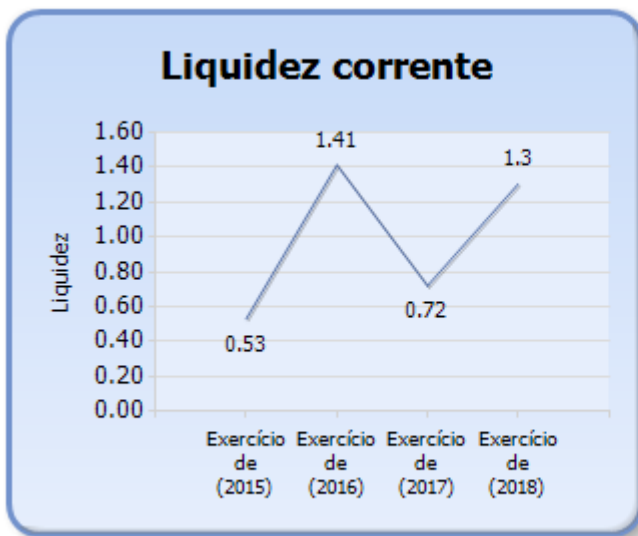 Liquidez corrente
1.60
1.40
1.20
1.00
0.80
0.60
0.40
0.20
0.00
Liquidez
0.53
1.41
0.72
1.3
Exercício
de
(2015)
Exercício
de
(2016)
Exercício
de
(2017)
Exercício
de
(2018)